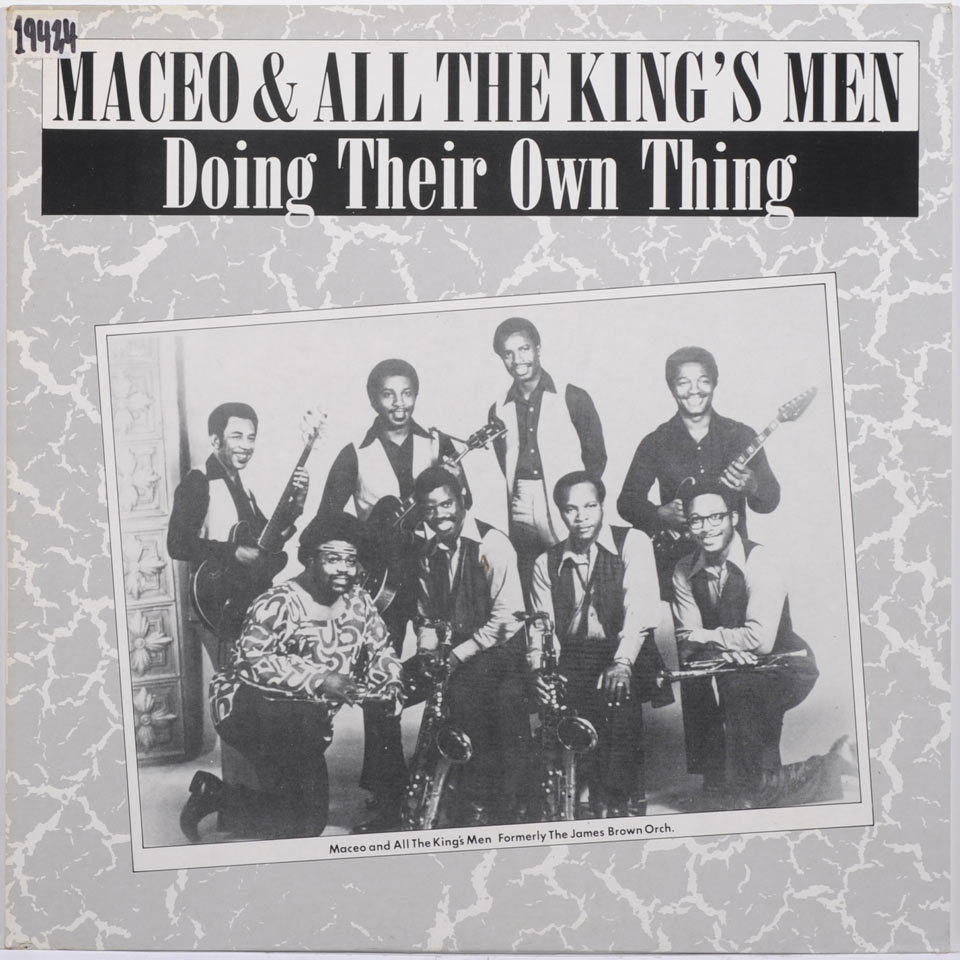 19424
MACEO & ALL THE KING'S MEN
Doing Their Own Thing
Maceo and All The King's Men Formerly The James Brown Orch.